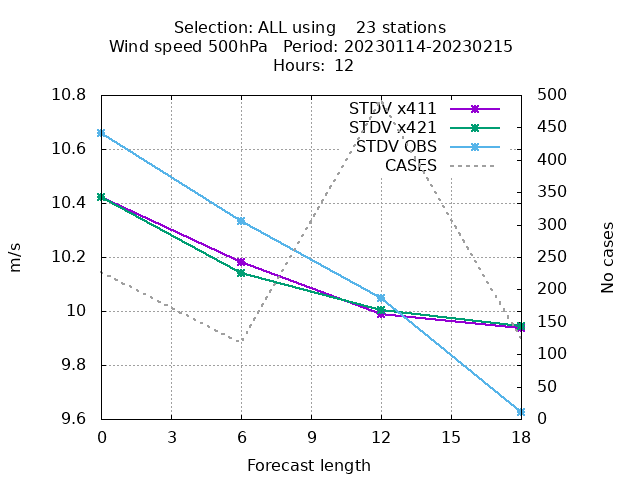 Selection: ALL using    23 stations
Wind speed 500hPa   Period: 20230114-20230215
Hours: 12
STDV x411
STDV x421
STDV OBS
CASES
10.8
10.6
10.4
10.2
10
9.8
9.6
m/s
500
450
400
350
300
250
200
150
100
50
0
No cases
0 3 6 9 12 15 18
Forecast length